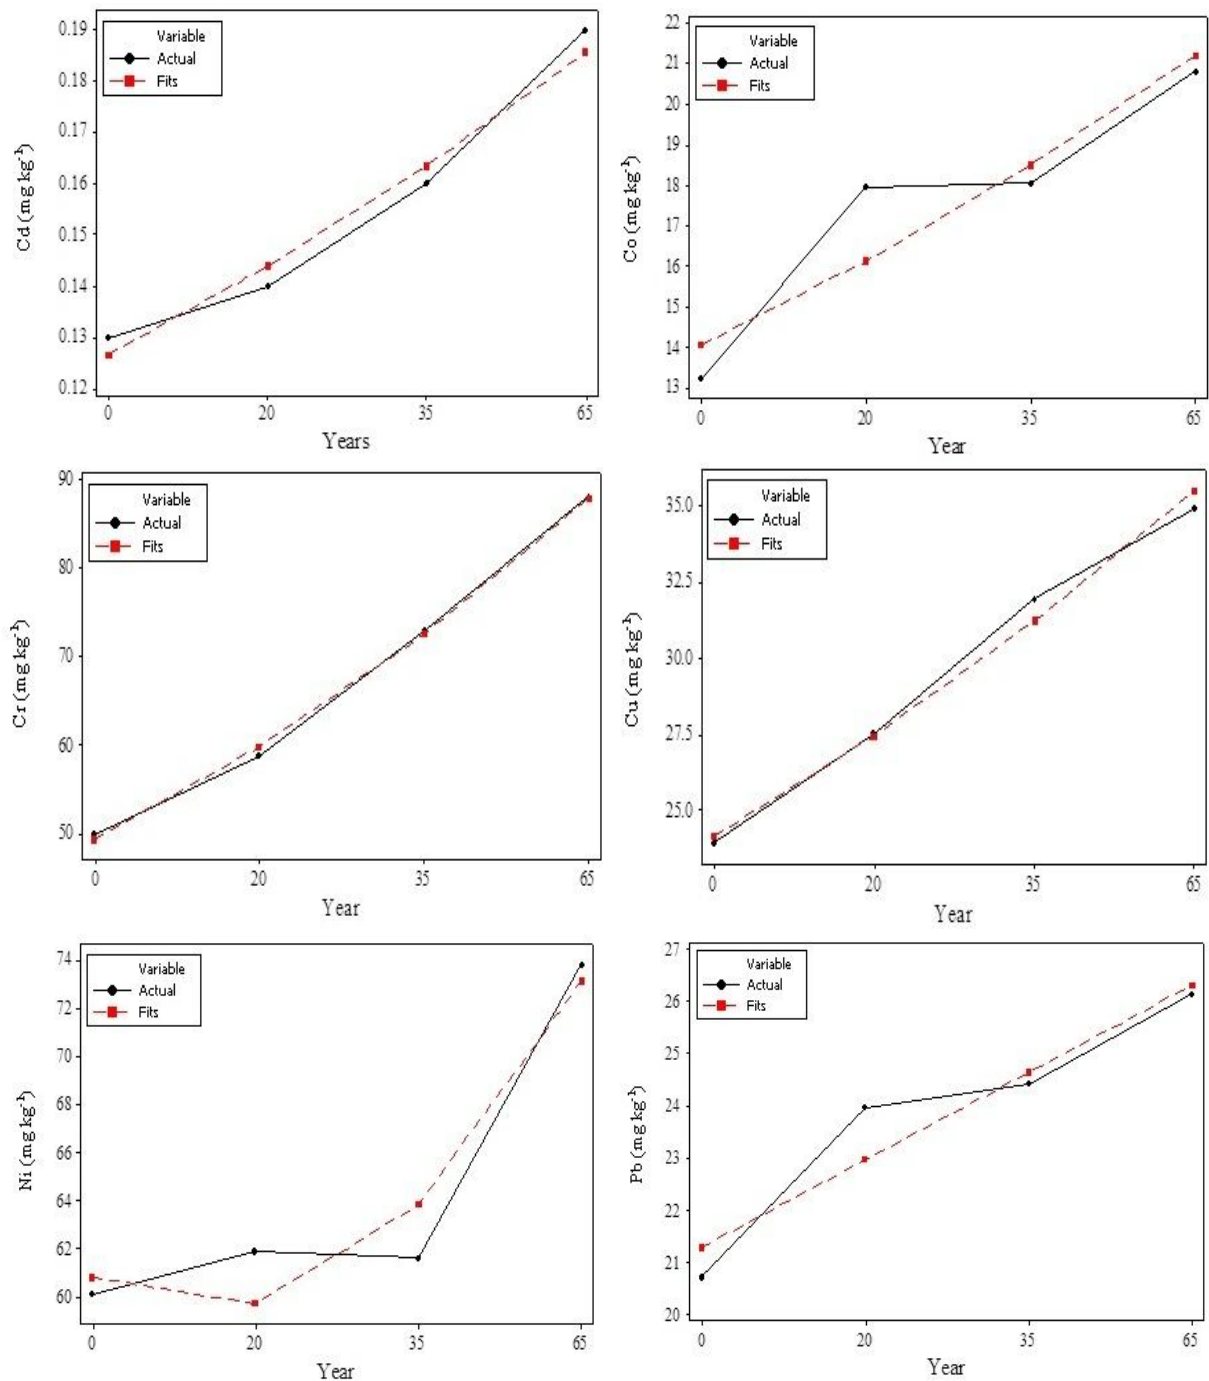 0.19
0.18
0.17
0.16
0.15
0.14
0.13
0.12
Cd (mg kg⁻¹)
Variable
Actual
Fits
0 20 35 65
Years
22
21
20
19
18
17
16
15
14
13
Co (mg kg⁻¹)
Variable
Actual
Fits
0 20 35 65
Year
90
80
70
60
50
Cr (mg kg⁻¹)
Variable
Actual
Fits
0 20 35 65
Year
35.0
32.5
30.0
27.5
25.0
Cu (mg kg⁻¹)
Variable
Actual
Fits
0 20 35 65
Year
74
72
70
68
66
64
62
60
Ni (mg kg⁻¹)
Variable
Actual
Fits
0 20 35 65
Year
27
26
25
24
23
22
21
20
Pb (mg kg⁻¹)
Variable
Actual
Fits
0 20 35 65
Year